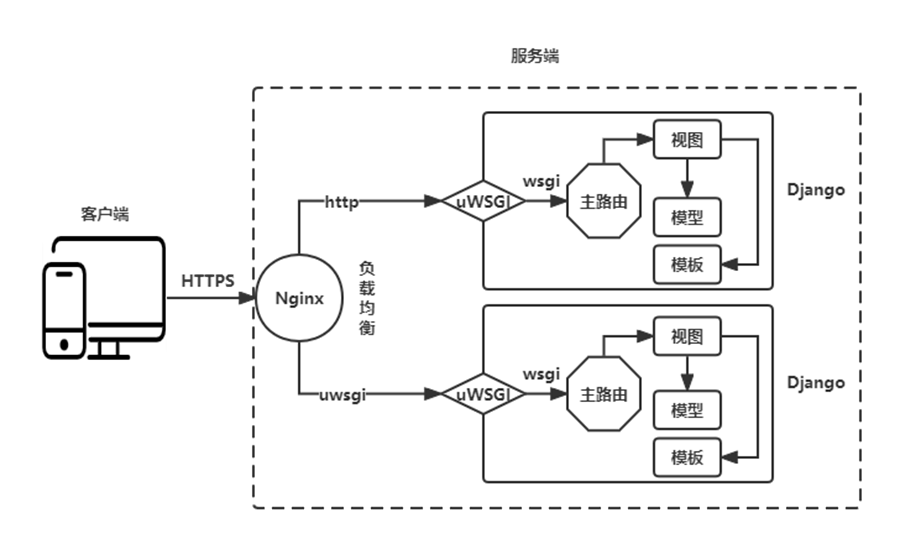 服务端
客户端
HTTPS
Nginx
负载均衡
http
uWSGI
wsgi
主路由
视图
模型
模板
Django
uwsgi
uWSGI
wsgi
主路由
视图
模型
模板
Django